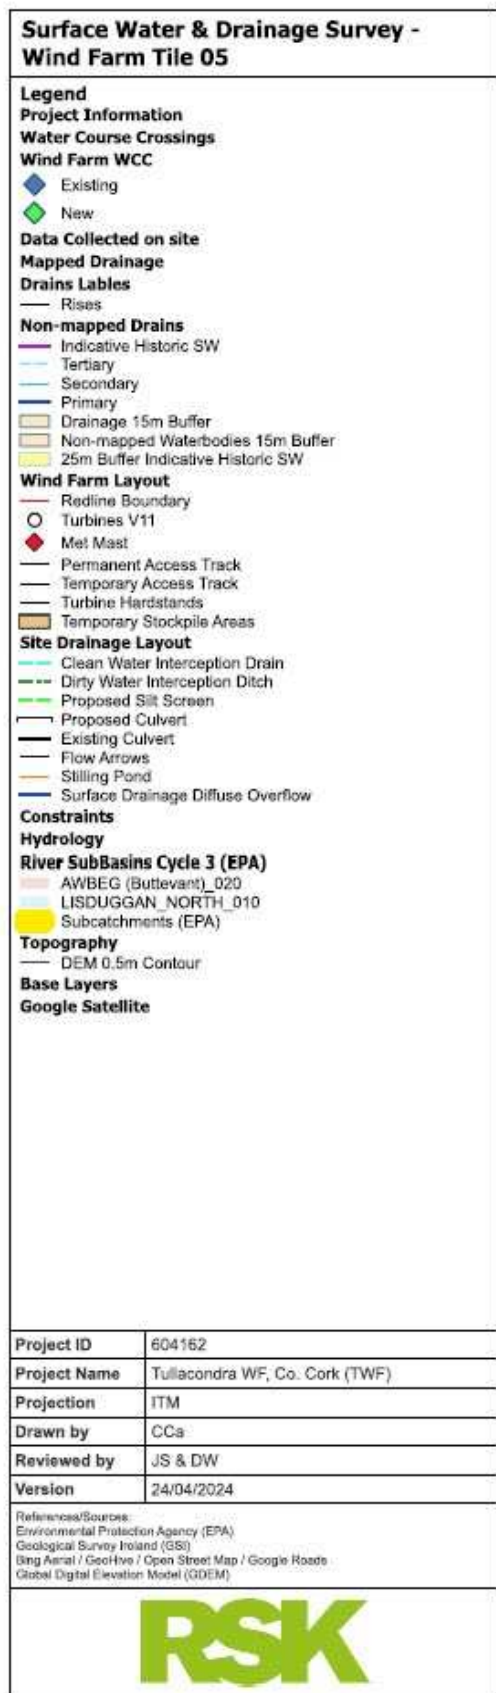 Surface Water & Drainage Survey -
Wind Farm Tile 05
Legend
Project Information
Water Course Crossings
Wind Farm WCC
Existing
New
Data Collected on site
Mapped Drainage
Drains Lables
Rises
Non-mapped Drains
Indicative Historic SW
Tertiary
Secondary
Primary
Drainage 15m Buffer
Non-mapped Waterbodies 15m Buffer
25m Buffer Indicative Historic SW
Wind Farm Layout
Redline Boundary
Turbines V11
Met Mast
Permanent Access Track
Temporary Access Track
Turbine Hardstands
Temporary Stockpile Areas
Site Drainage Layout
Clean Water Interception Drain
Dirty Water Interception Ditch
Proposed Silt Screen
Proposed Culvert
Existing Culvert
Flow Arrows
Stilling Pond
Surface Drainage Diffuse Overflow
Constraints
Hydrology
River SubBasins Cycle 3 (EPA)
AWBEG (Buttevant)_020
LISDUGGAN_NORTH_010
Subcatchments (EPA)
Topography
DEM 0.5m Contour
Base Layers
Google Satellite
Project ID 604162
Project Name Tullacondra WF, Co. Cork (TWF)
Projection ITM
Drawn by CCa
Reviewed by JS & DW
Version 24/04/2024
References/Sources:
Environmental Protection Agency (EPA)
Geological Survey Ireland (GSI)
Bing Aerial / GeoHive / Open Street Map / Google Roads
Global Digital Elevation Model (GDEM)
RSK